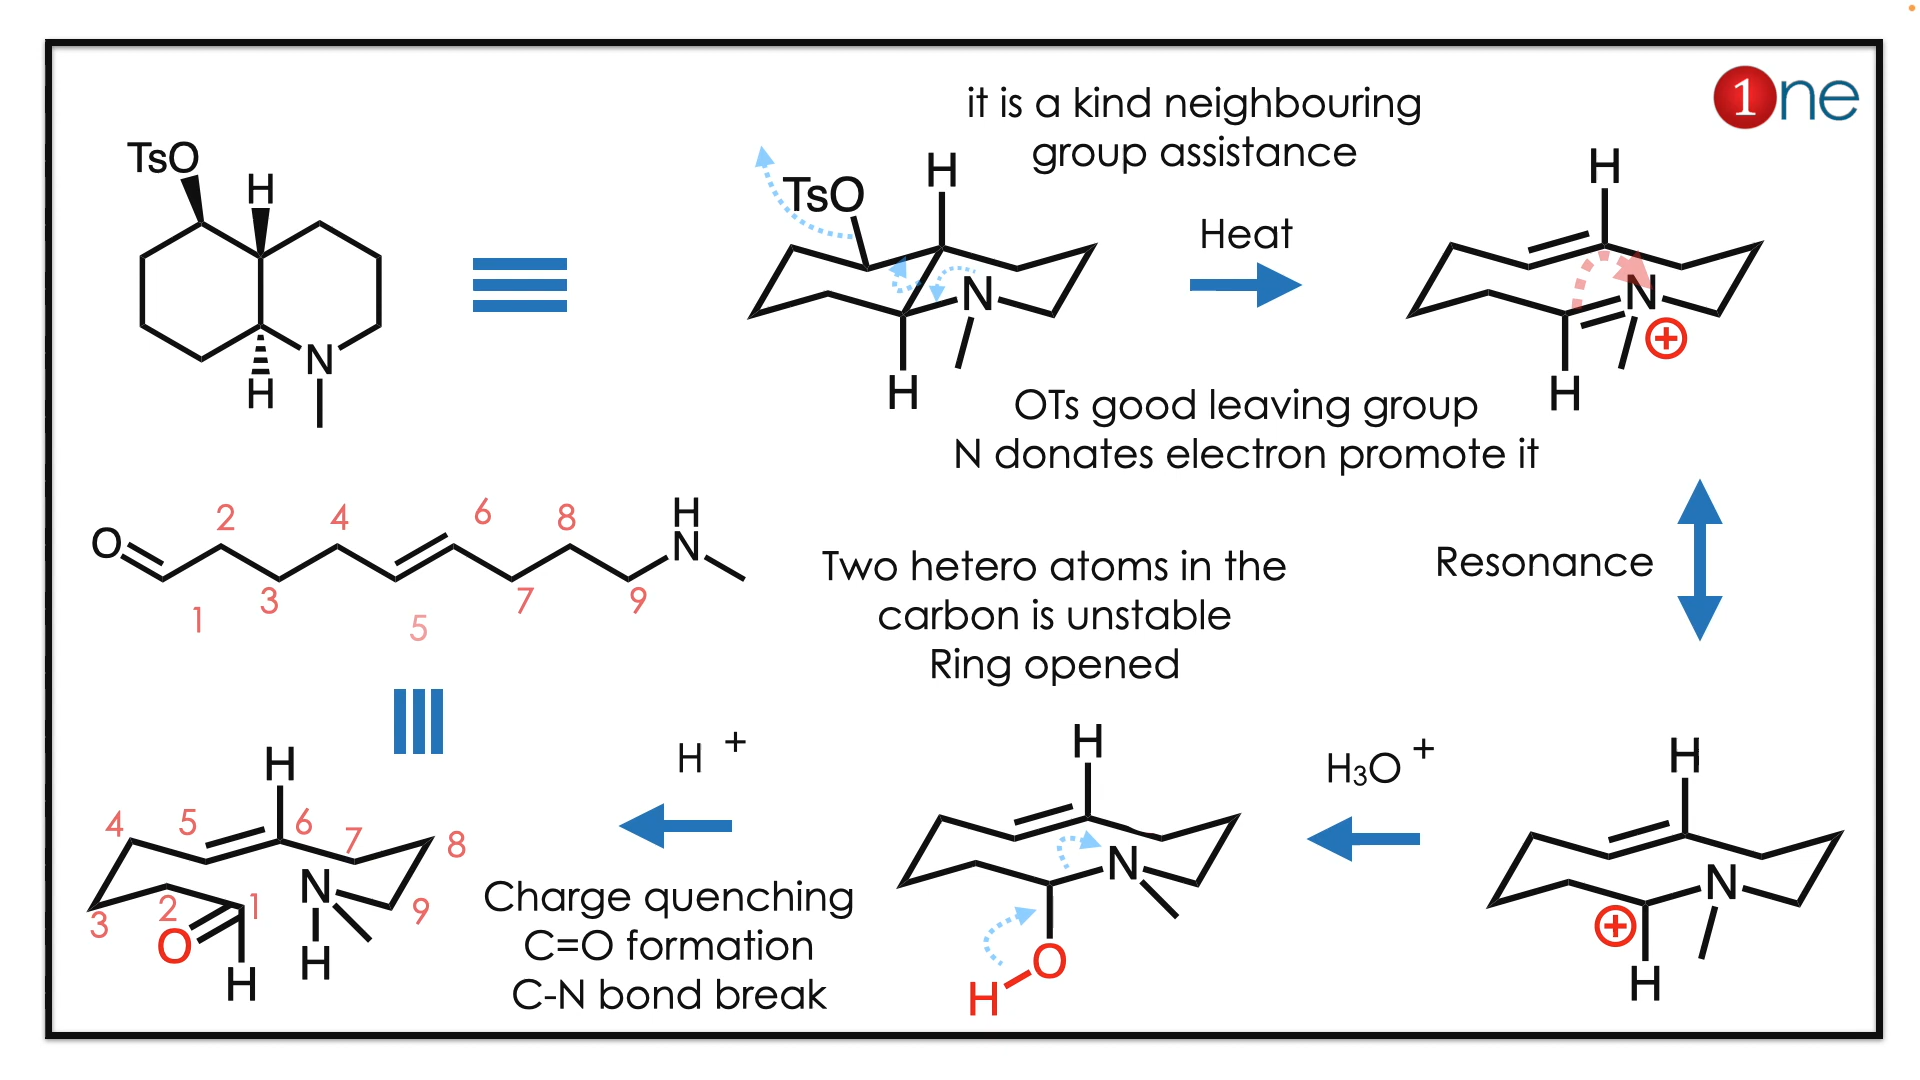 1ne
it is a kind neighbouring
group assistance
TsO
H
H
N
TsO
H
N
H
Heat
H
N
+
H
OTs good leaving group
N donates electron promote it
Resonance
O
1
2
3
4
5
6
7
8
9
H
N
Two hetero atoms in the
carbon is unstable
Ring opened
H
4
5
6
7
8
3
2
1
9
O
H
N
H
H +
Charge quenching
C=O formation
C-N bond break
H
N
O
H
H3O +
H
N
+
H